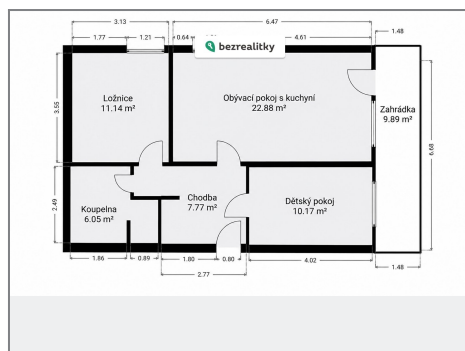 3.13
6.47
1.77
1.21
0.64
4.61
1.48
bezrealitky
Ložnice
11.14 m²
Obývací pokoj s kuchyní
22.88 m²
Zahrádka
9.89 m²
3.55
6.68
2.49
Koupelna
6.05 m²
Chodba
7.77 m²
Dětský pokoj
10.17 m²
1.86
0.89
1.80
0.80
4.02
1.48
2.77